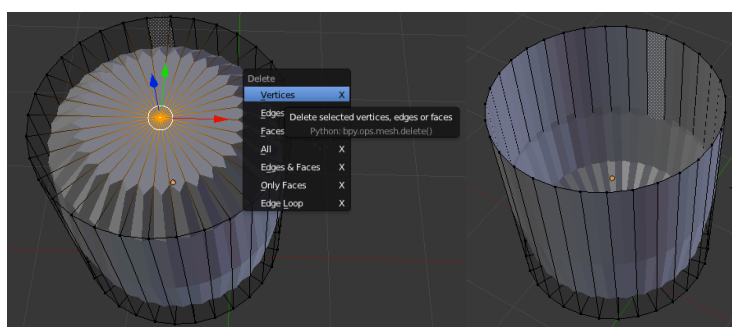 Delete
Vertices X
Edges
Delete selected vertices, edges or faces
Faces
Python: bpy.ops.mesh.delete()
All X
Edges & Faces X
Only Faces X
Edge Loop X